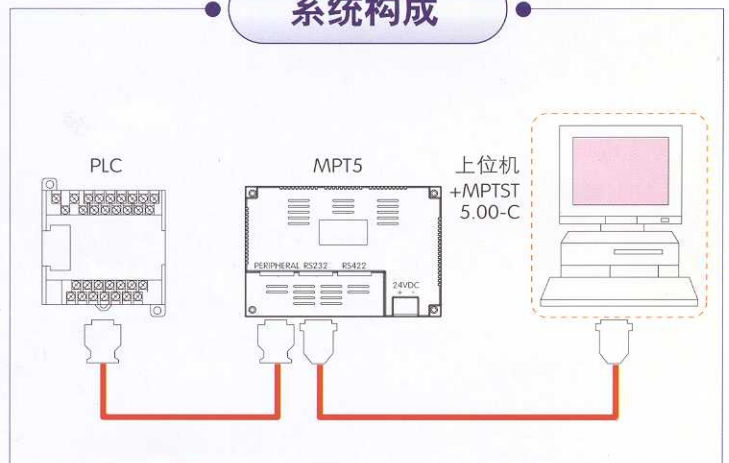 系统构成
PLC
MPT5
上位机
+MPTST
5.00-C
PERIPHERAL RS232 RS422
24VDC
+ -